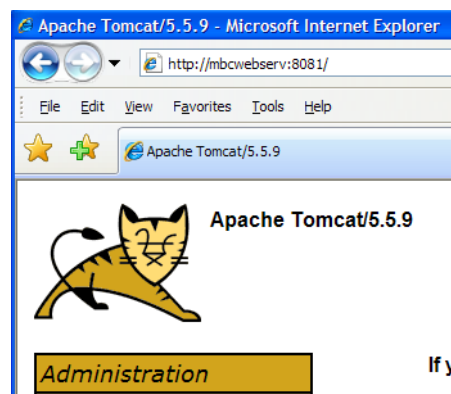 Apache Tomcat/5.5.9 - Microsoft Internet Explorer
http://mbcwebserv:8081/
File Edit View Favorites Tools Help
Apache Tomcat/5.5.9
Apache Tomcat/5.5.9
Administration
If